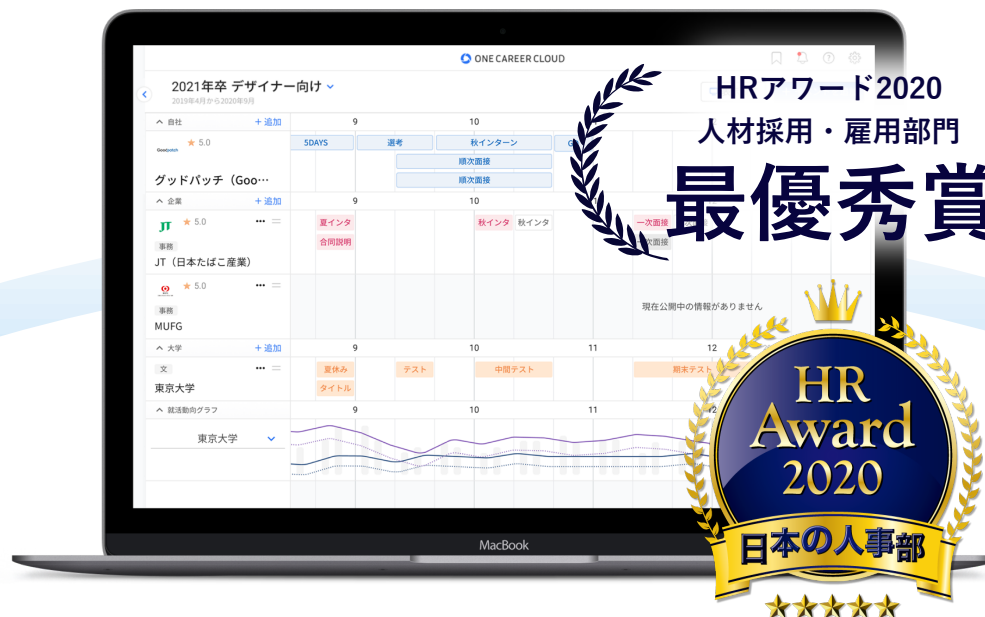 ONE CAREER CLOUD
2021年卒 デザイナー向け
2019年4月から2020年9月
HRアワード2020
人材採用・雇用部門
最優秀賞
自社
+ 追加
9
10
5.0
5DAYS
選考
秋インターン
順次面接
順次面接
グッドパッチ(Goo…
企業
+ 追加
9
10
JT
5.0
夏インタ
秋インタ
秋インタ
一次面接
合同説明
事務
JT(日本たばこ産業)
5.0
事務
現在公開中の情報がありません
MUFG
大学
+ 追加
9
10
11
12
文
夏休み
テスト
中間テスト
期末テスト
東京大学
タイトル
就活動向グラフ
9
10
11
12
東京大学
MacBook
HR
Award
2020
日本の人事部